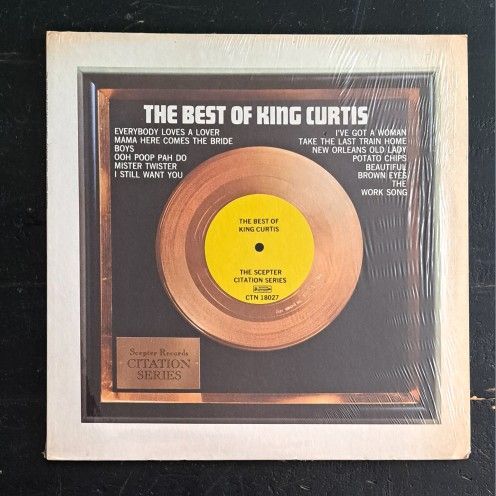 THE BEST OF KING CURTIS
EVERYBODY LOVES A LOVER
MAMA HERE COMES THE BRIDE
BOYS
OOH POOP PAH DO
MISTER TWISTER
I STILL WANT YOU
I'VE GOT A WOMAN
TAKE THE LAST TRAIN HOME
NEW ORLEANS OLD LADY
POTATO CHIPS
BEAUTIFUL
BROWN EYES
THE
WORK SONG
THE BEST OF
KING CURTIS
THE SCEPTER
CITATION SERIES
CTN 18027
Scepter Records
CITATION
SERIES